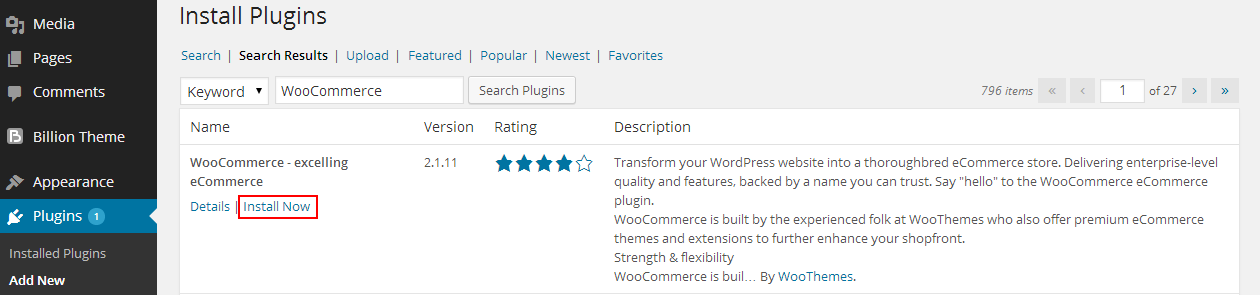 Media
Pages
Comments
Billion Theme
Appearance
Plugins 1
Installed Plugins
Add New
Install Plugins
Search | Search Results | Upload | Featured | Popular | Newest | Favorites
Keyword WooCommerce Search Plugins 796 items « ‹ 1 of 27 › »
Name Version Rating Description
WooCommerce - excelling
eCommerce
Details | Install Now
2.1.11
Transform your WordPress website into a thoroughbred eCommerce store. Delivering enterprise-level
quality and features, backed by a name you can trust. Say "hello" to the WooCommerce eCommerce
plugin.
WooCommerce is built by the experienced folk at WooThemes who also offer premium eCommerce
themes and extensions to further enhance your shopfront.
Strength & flexibility
WooCommerce is buil… By WooThemes.